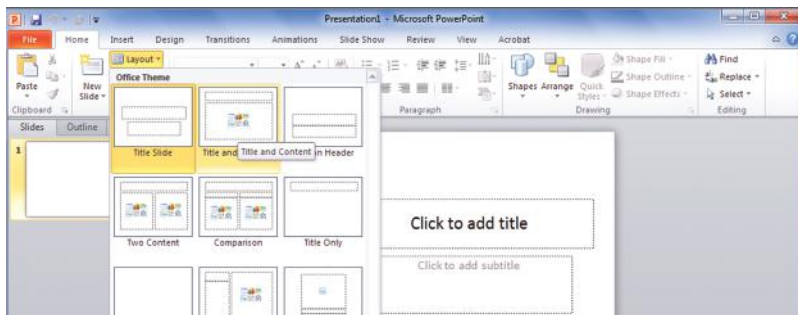 Presentation1 - Microsoft PowerPoint
File Home Insert Design Transitions Animations Slide Show Review View Acrobat
Layout
Find
Replace
Select
Paste
New
Slide
Shapes Arrange Quick
Styles
Shape Fill
Shape Outline
Shape Effects
Clipboard Paragraph Drawing Editing
Office Theme
Slides Outline
1
Title Slide Title and Title and Content n Header
Two Content Comparison Title Only
Click to add title
Click to add subtitle